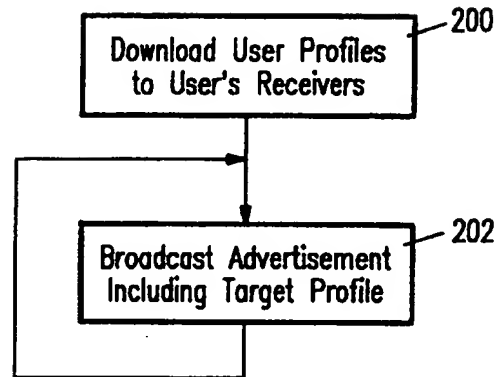 200
Download User Profiles
to User's Receivers
202
Broadcast Advertisement
Including Target Profile